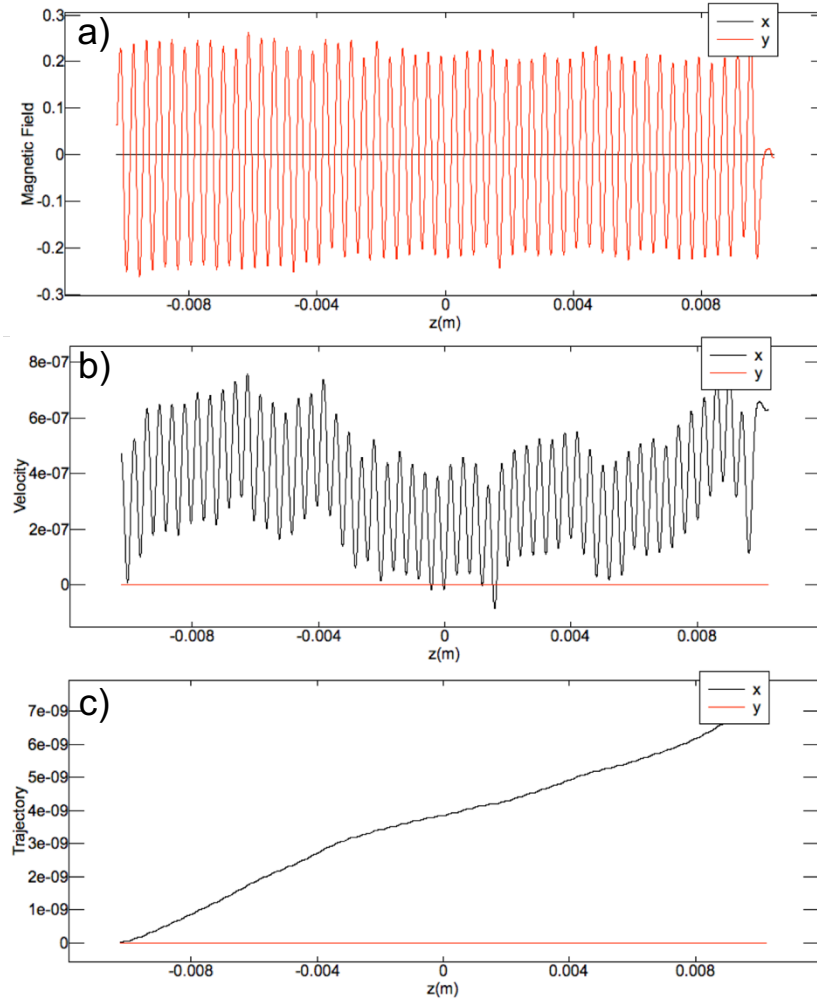 a)
Magnetic Field
0.3
0.2
0.1
0
-0.1
-0.2
-0.3
-0.008 -0.004 0 0.004 0.008
z(m)
x
y
b)
Velocity
8e-07
6e-07
4e-07
2e-07
0
-0.008 -0.004 0 0.004 0.008
z(m)
x
y
c)
Trajectory
7e-09
6e-09
5e-09
4e-09
3e-09
2e-09
1e-09
0
-0.008 -0.004 0 0.004 0.008
z(m)
x
y